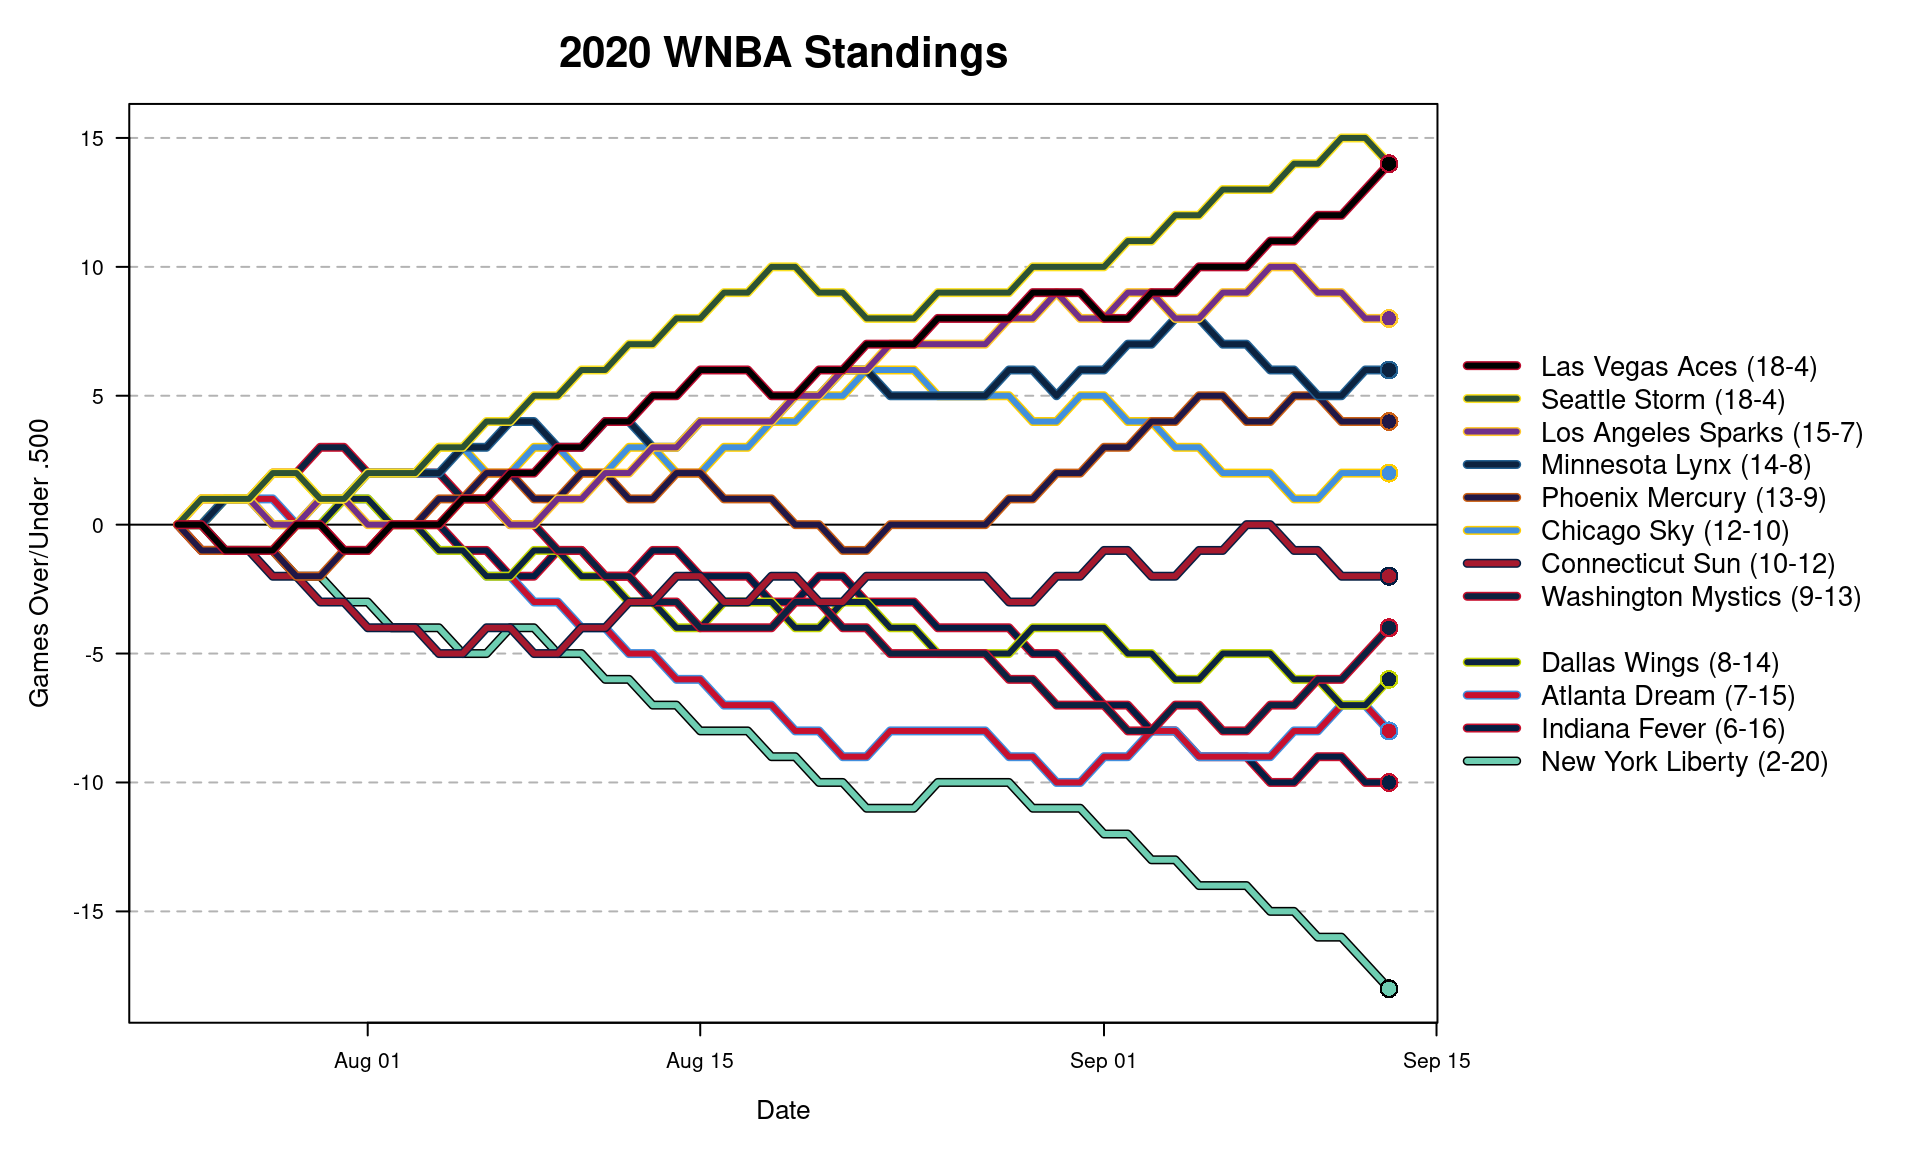 2020 WNBA Standings
Games Over/Under .500
15
10
5
0
-5
-10
-15
Aug 01
Aug 15
Sep 01
Sep 15
Date
Las Vegas Aces (18-4)
Seattle Storm (18-4)
Los Angeles Sparks (15-7)
Minnesota Lynx (14-8)
Phoenix Mercury (13-9)
Chicago Sky (12-10)
Connecticut Sun (10-12)
Washington Mystics (9-13)
Dallas Wings (8-14)
Atlanta Dream (7-15)
Indiana Fever (6-16)
New York Liberty (2-20)